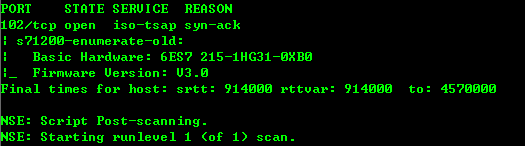 PORT    STATE SERVICE  REASON
102/tcp open  iso-tsap syn-ack
| s71200-enumerate-old:
|   Basic Hardware: 6ES7 215-1HG31-0XB0
|_  Firmware Version: V3.0
Final times for host: srtt: 914000 rttvar: 914000  to: 4570000

NSE: Script Post-scanning.
NSE: Starting runlevel 1 (of 1) scan.